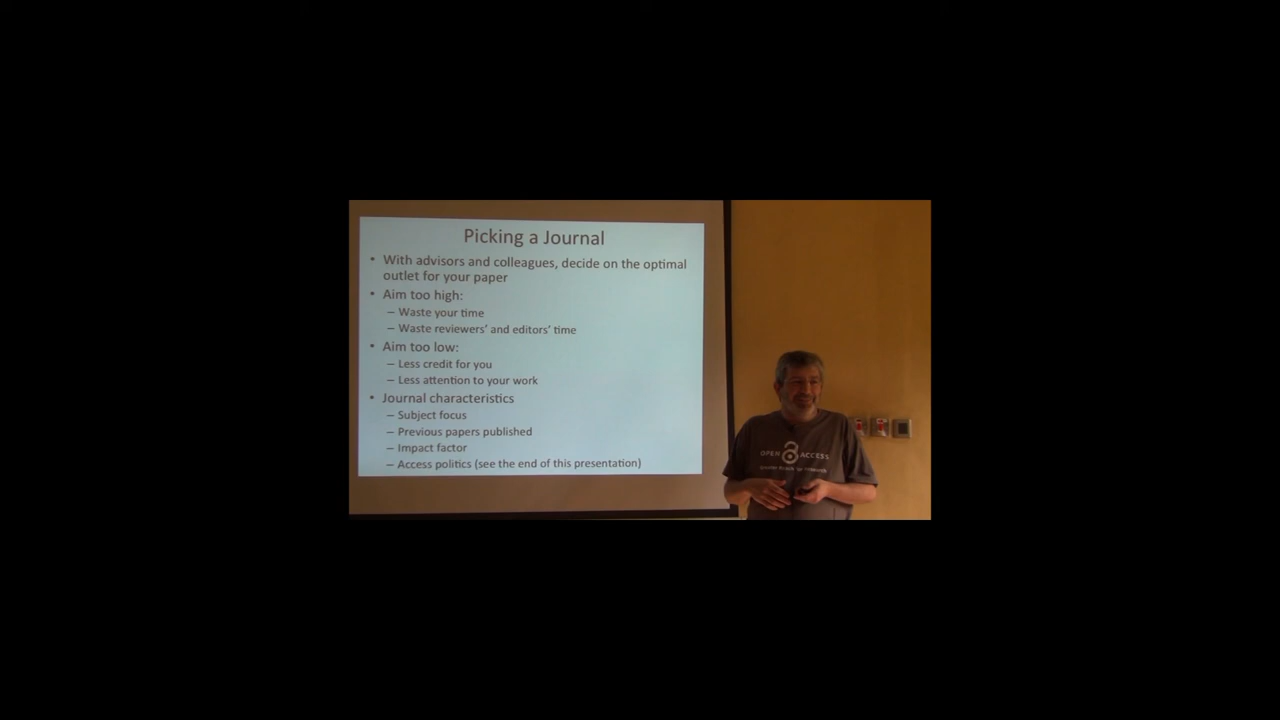 Picking a Journal
• With advisors and colleagues, decide on the optimal
outlet for your paper
• Aim too high:
– Waste your time
– Waste reviewers' and editors' time
• Aim too low:
– Less credit for you
– Less attention to your work
• Journal characteristics
– Subject focus
– Previous papers published
– Impact factor
– Access politics (see the end of this presentation)
OPEN ACCESS